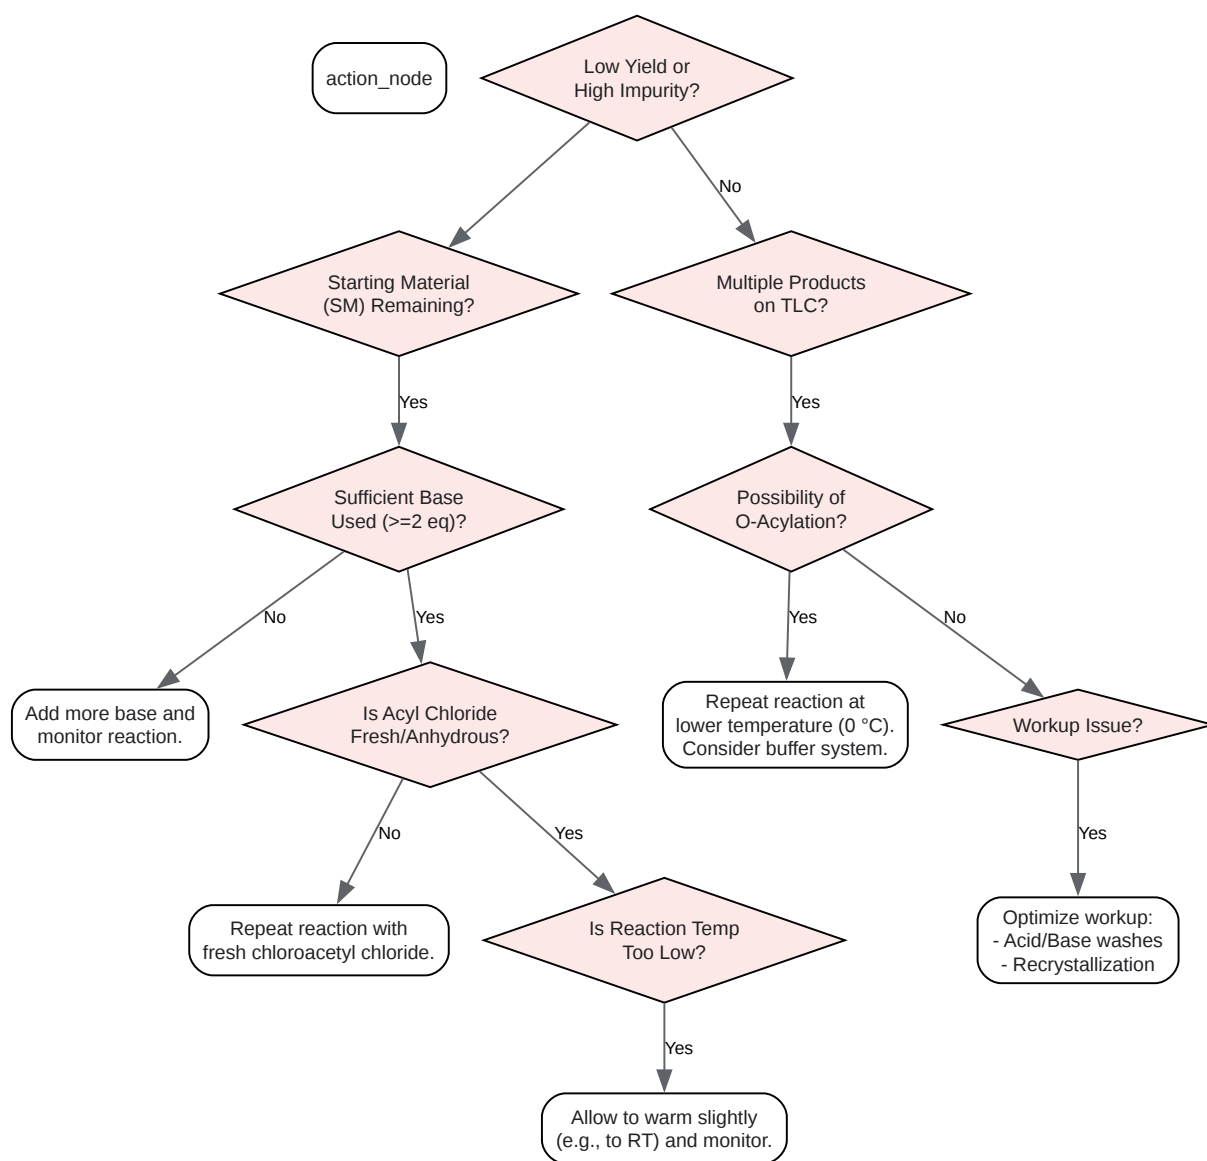 action_node
Low Yield or
High Impurity?
No
Starting Material
(SM) Remaining?
Multiple Products
on TLC?
Yes
Yes
Sufficient Base
Used (>=2 eq)?
Possibility of
O-Acylation?
No
Yes
Yes
No
Add more base and
monitor reaction.
Is Acyl Chloride
Fresh/Anhydrous?
Repeat reaction at
lower temperature (0 °C).
Consider buffer system.
Workup Issue?
No
Yes
Yes
Repeat reaction with
fresh chloroacetyl chloride.
Is Reaction Temp
Too Low?
Optimize workup:
- Acid/Base washes
- Recrystallization
Yes
Allow to warm slightly
(e.g., to RT) and monitor.